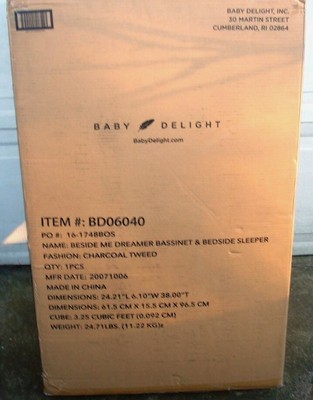 BABY DELIGHT, INC.
30 MARTIN STREET
CUMBERLAND, RI 02864
BABY DELIGHT
BabyDelight.com
ITEM #: BD06040
PO #: 16-1748BOS
NAME: BESIDE ME DREAMER BASSINET & BEDSIDE SLEEPER
FASHION: CHARCOAL TWEED
QTY: 1PCS
MFR DATE: 20071006
MADE IN CHINA
DIMENSIONS: 24.21"L 6.10"W 38.00"T
DIMENSIONS: 61.5 CM X 15.5 CM X 96.5 CM
CUBE: 3.25 CUBIC FEET (0.092 CM)
WEIGHT: 24.71LBS. (11.22 KG)s